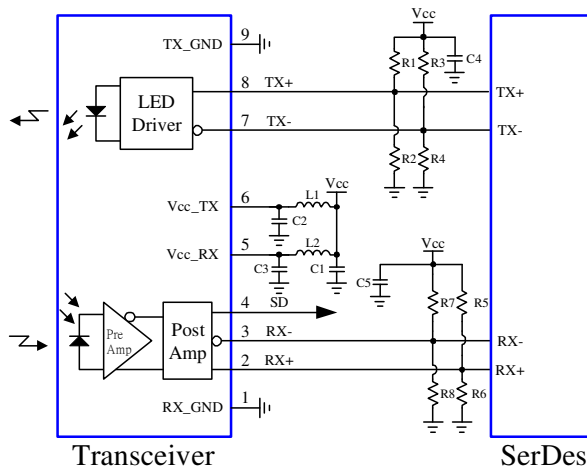 Vcc
9
TX_GND
R1 R3 C4
8 TX+ TX+
LED
Driver
7 TX- TX-
R2 R4
Vcc
6 L1
Vcc_TX
C2
5 L2 Vcc
Vcc_RX
C3 C1 C5
4 R7 R5
SD
Pre
Amp
Post
Amp
3 RX- RX-
2 RX+ RX+
R8 R6
1
RX_GND
Transceiver SerDes